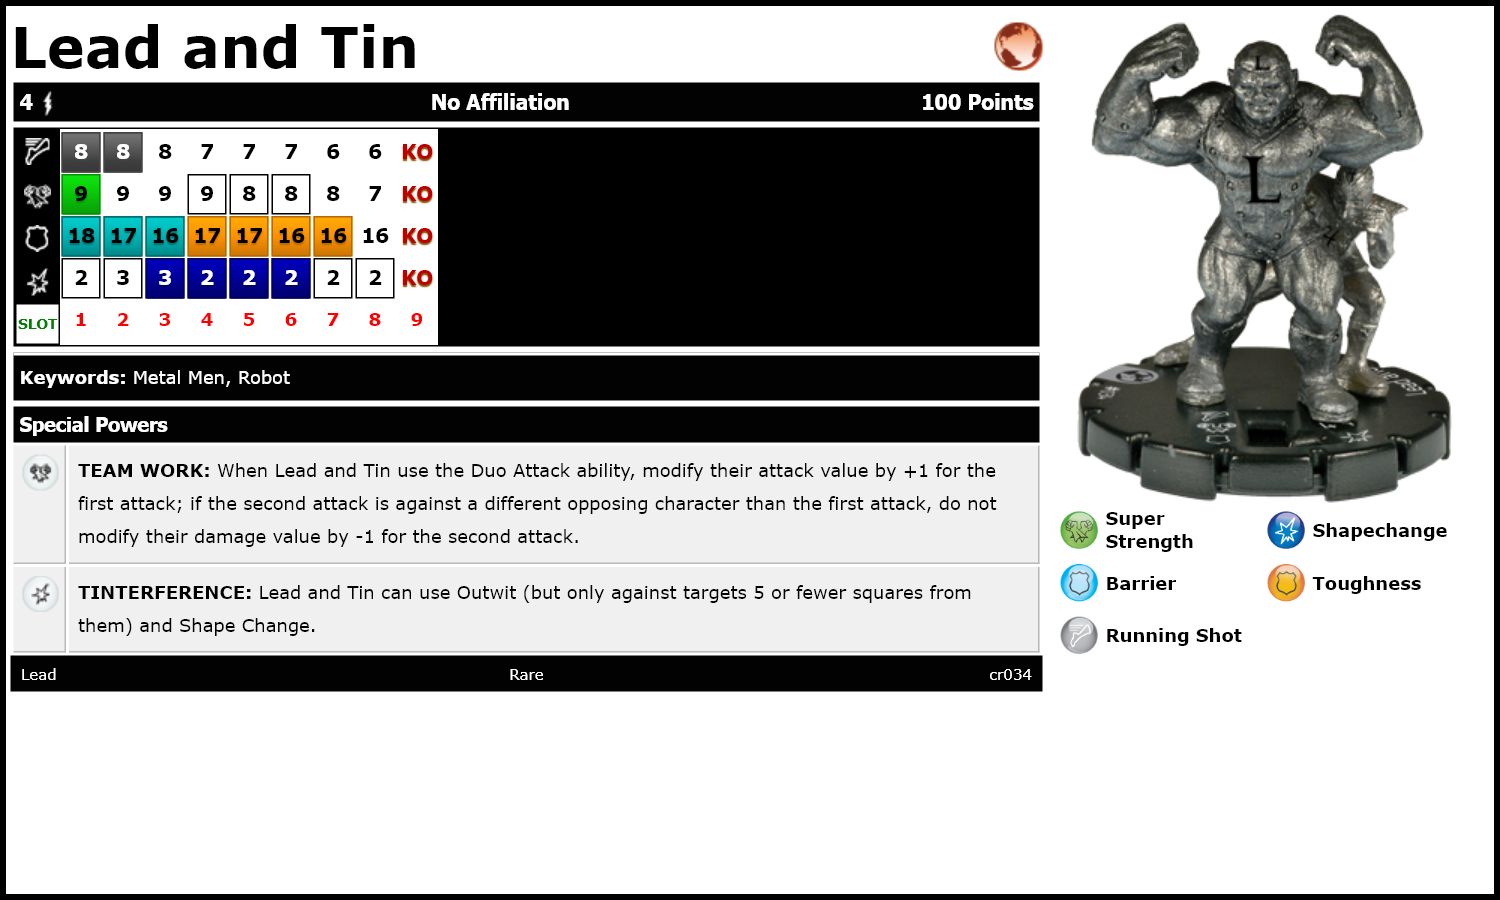 Lead and Tin
4 No Affiliation 100 Points
8 8 8 7 7 7 6 6 KO
9 9 9 9 8 8 8 7 KO
18 17 16 17 17 16 16 16 KO
2 3 3 2 2 2 2 2 KO
SLOT 1 2 3 4 5 6 7 8 9
Keywords: Metal Men, Robot
Special Powers
TEAM WORK: When Lead and Tin use the Duo Attack ability, modify their attack value by +1 for the
first attack; if the second attack is against a different opposing character than the first attack, do not
modify their damage value by -1 for the second attack.
TINTERFERENCE: Lead and Tin can use Outwit (but only against targets 5 or fewer squares from
them) and Shape Change.
Lead Rare cr034
L
L
Super
Strength
Shapechange
Barrier
Toughness
Running Shot